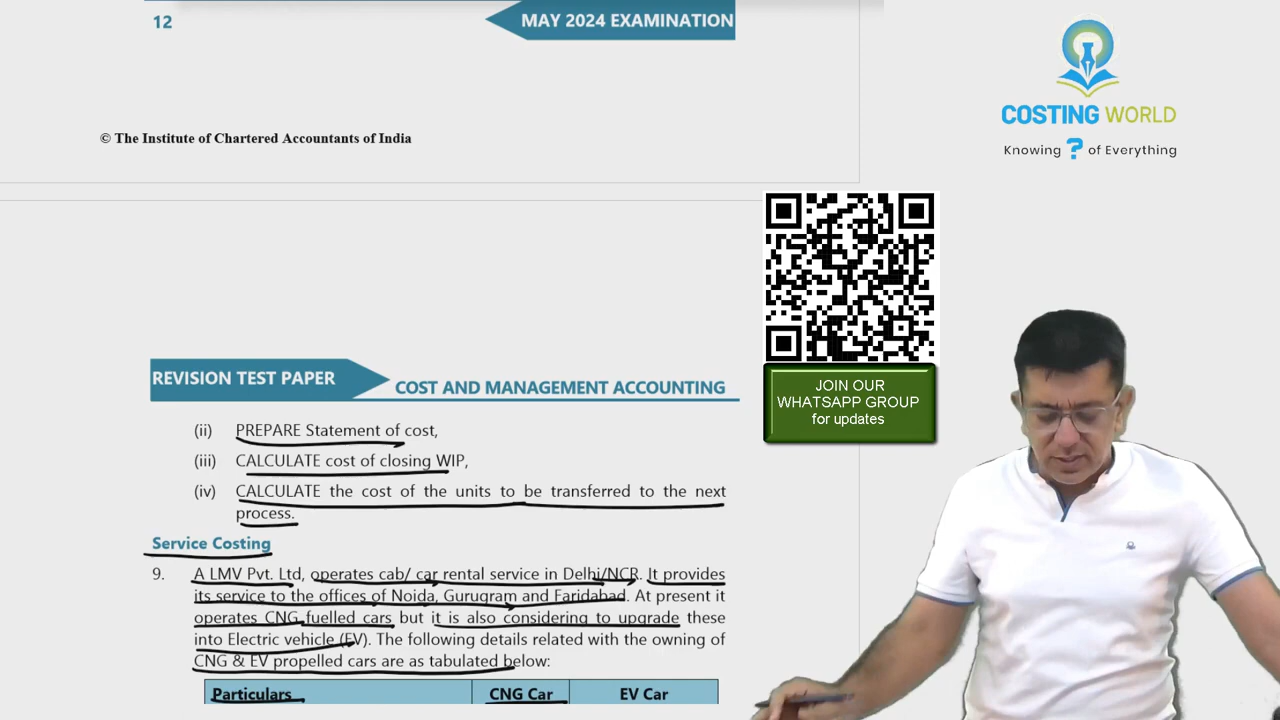 12
MAY 2024 EXAMINATION
© The Institute of Chartered Accountants of India
COSTING WORLD
Knowing ? of Everything
JOIN OUR
WHATSAPP GROUP
for updates
REVISION TEST PAPER
COST AND MANAGEMENT ACCOUNTING
(ii) PREPARE Statement of cost,
(iii) CALCULATE cost of closing WIP,
(iv) CALCULATE the cost of the units to be transferred to the next
process.
Service Costing
9. A LMV Pvt. Ltd, operates cab/ car rental service in Delhi/NCR. It provides
its service to the offices of Noida, Gurugram and Faridabad. At present it
operates CNG fuelled cars but it is also considering to upgrade these
into Electric vehicle (EV). The following details related with the owning of
CNG & EV propelled cars are as tabulated below:
Particulars CNG Car EV Car